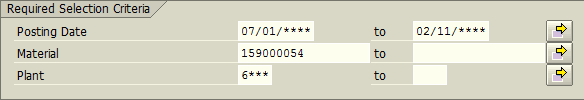 Required Selection Criteria
Posting Date 07/01/**** to 02/11/****
Material 159000054 to
Plant 6*** to